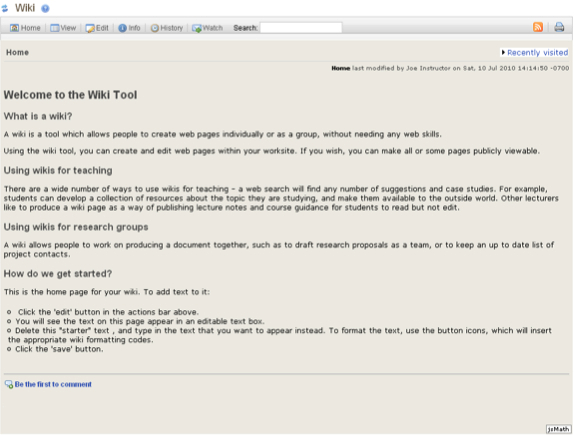 Wiki
Home View Edit Info History Watch Search:
Home
Recently visited
Home last modified by Joe Instructor on Sat, 10 Jul 2010 14:14:50 -0700
Welcome to the Wiki Tool
What is a wiki?
A wiki is a tool which allows people to create web pages individually or as a group, without needing any web skills.
Using the wiki tool, you can create and edit web pages within your worksite. If you wish, you can make all or some pages publicly viewable.
Using wikis for teaching
There are a wide number of ways to use wikis for teaching - a web search will find any number of suggestions and case studies. For example,
students can develop a collection of resources about the topic they are studying, and make them available to the outside world. Other lecturers
like to produce a wiki page as a way of publishing lecture notes and course guidance for students to read but not edit.
Using wikis for research groups
A wiki allows people to work on producing a document together, such as to draft research proposals as a team, or to keep an up to date list of
project contacts.
How do we get started?
This is the home page for your wiki. To add text to it:
Click the 'edit' button in the actions bar above.
You will see the text on this page appear in an editable text box.
Delete this "starter" text , and type in the text that you want to appear instead. To format the text, use the button icons, which will insert
the appropriate wiki formatting codes.
Click the 'save' button.
Be the first to comment
jsMath